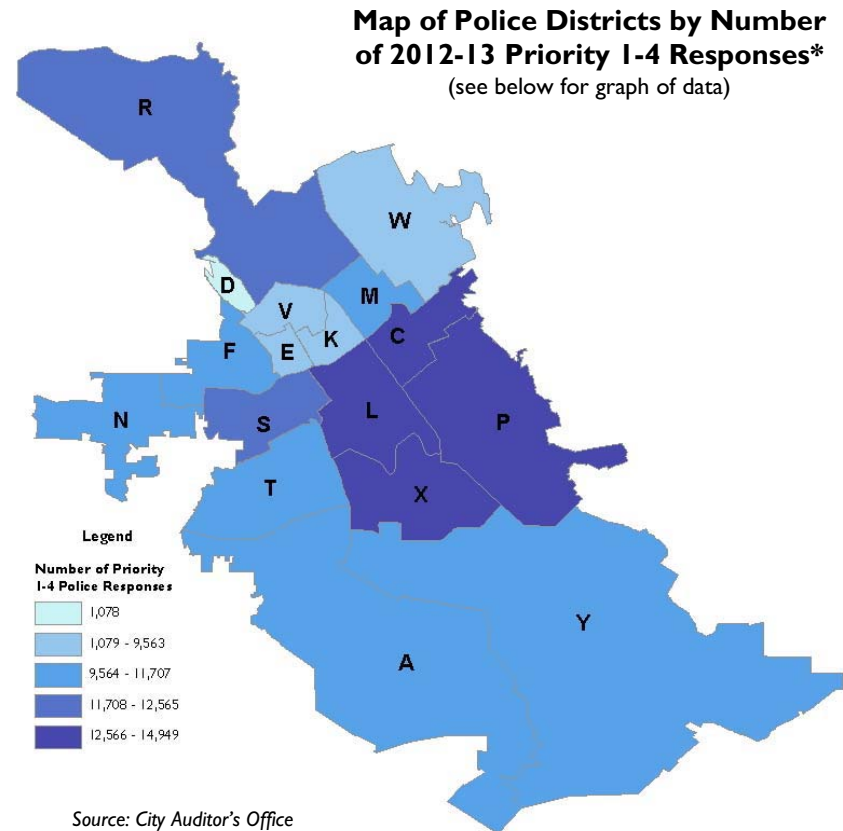 Map of Police Districts by Number
of 2012-13 Priority 1-4 Responses*
(see below for graph of data)
R
W
D
M
V
K
C
F
E
N
S
L
P
T
X
Y
A
Legend
Number of Priority
1-4 Police Responses
1,078
1,079 - 9,563
9,564 - 11,707
11,708 - 12,565
12,566 - 14,949
Source: City Auditor's Office